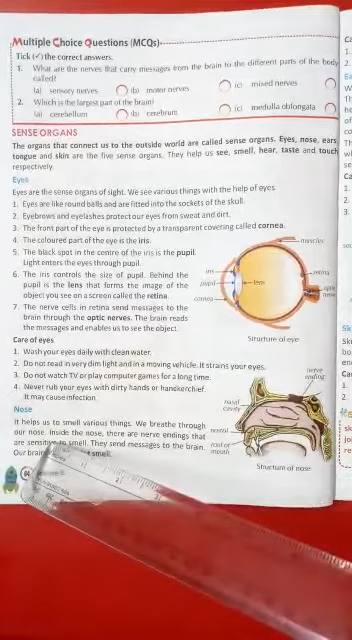 Multiple Choice Questions (MCQs)
Tick (✓) the correct answers.
1. What are the nerves that carry messages from the brain to the different parts of the body
called?
(a) sensory nerves (b) motor nerves (c) mixed nerves
2. Which is the largest part of the brain?
(a) cerebellum (b) cerebrum (c) medulla oblongata
SENSE ORGANS
The organs that connect us to the outside world are called sense organs. Eyes, nose, ears,
tongue and skin are the five sense organs. They help us see, smell, hear, taste and touch
respectively.
Eyes
Eyes are the sense organs of sight. We see various things with the help of eyes.
1. Eyes are like round balls and are fitted into the sockets of the skull.
2. Eyebrows and eyelashes protect our eyes from sweat and dirt.
3. The front part of the eye is protected by a transparent covering called cornea.
4. The coloured part of the eye is the iris.
5. The black spot in the centre of the iris is the pupil.
Light enters the eyes through pupil.
6. The iris controls the size of pupil. Behind the
pupil is the lens that forms the image of the
object you see on a screen called the retina.
7. The nerve cells in retina send messages to the
brain through the optic nerves. The brain reads
the messages and enables us to see the object.
muscles
iris
pupil
cornea
lens
retina
optic
nerve
Structure of eye
Care of eyes
1. Wash your eyes daily with clean water.
2. Do not read in very dim light and in a moving vehicle. It strains your eyes.
3. Do not watch TV or play computer games for a long time.
4. Never rub your eyes with dirty hands or handkerchief.
It may cause infection.
Nose
It helps us to smell various things. We breathe through
our nose. Inside the nose, there are nerve endings that
are sensitive to smell. They send messages to the brain.
Our brain smell.
nerve
ending
nasal
cavity
nostril
roof of
mouth
Structure of nose